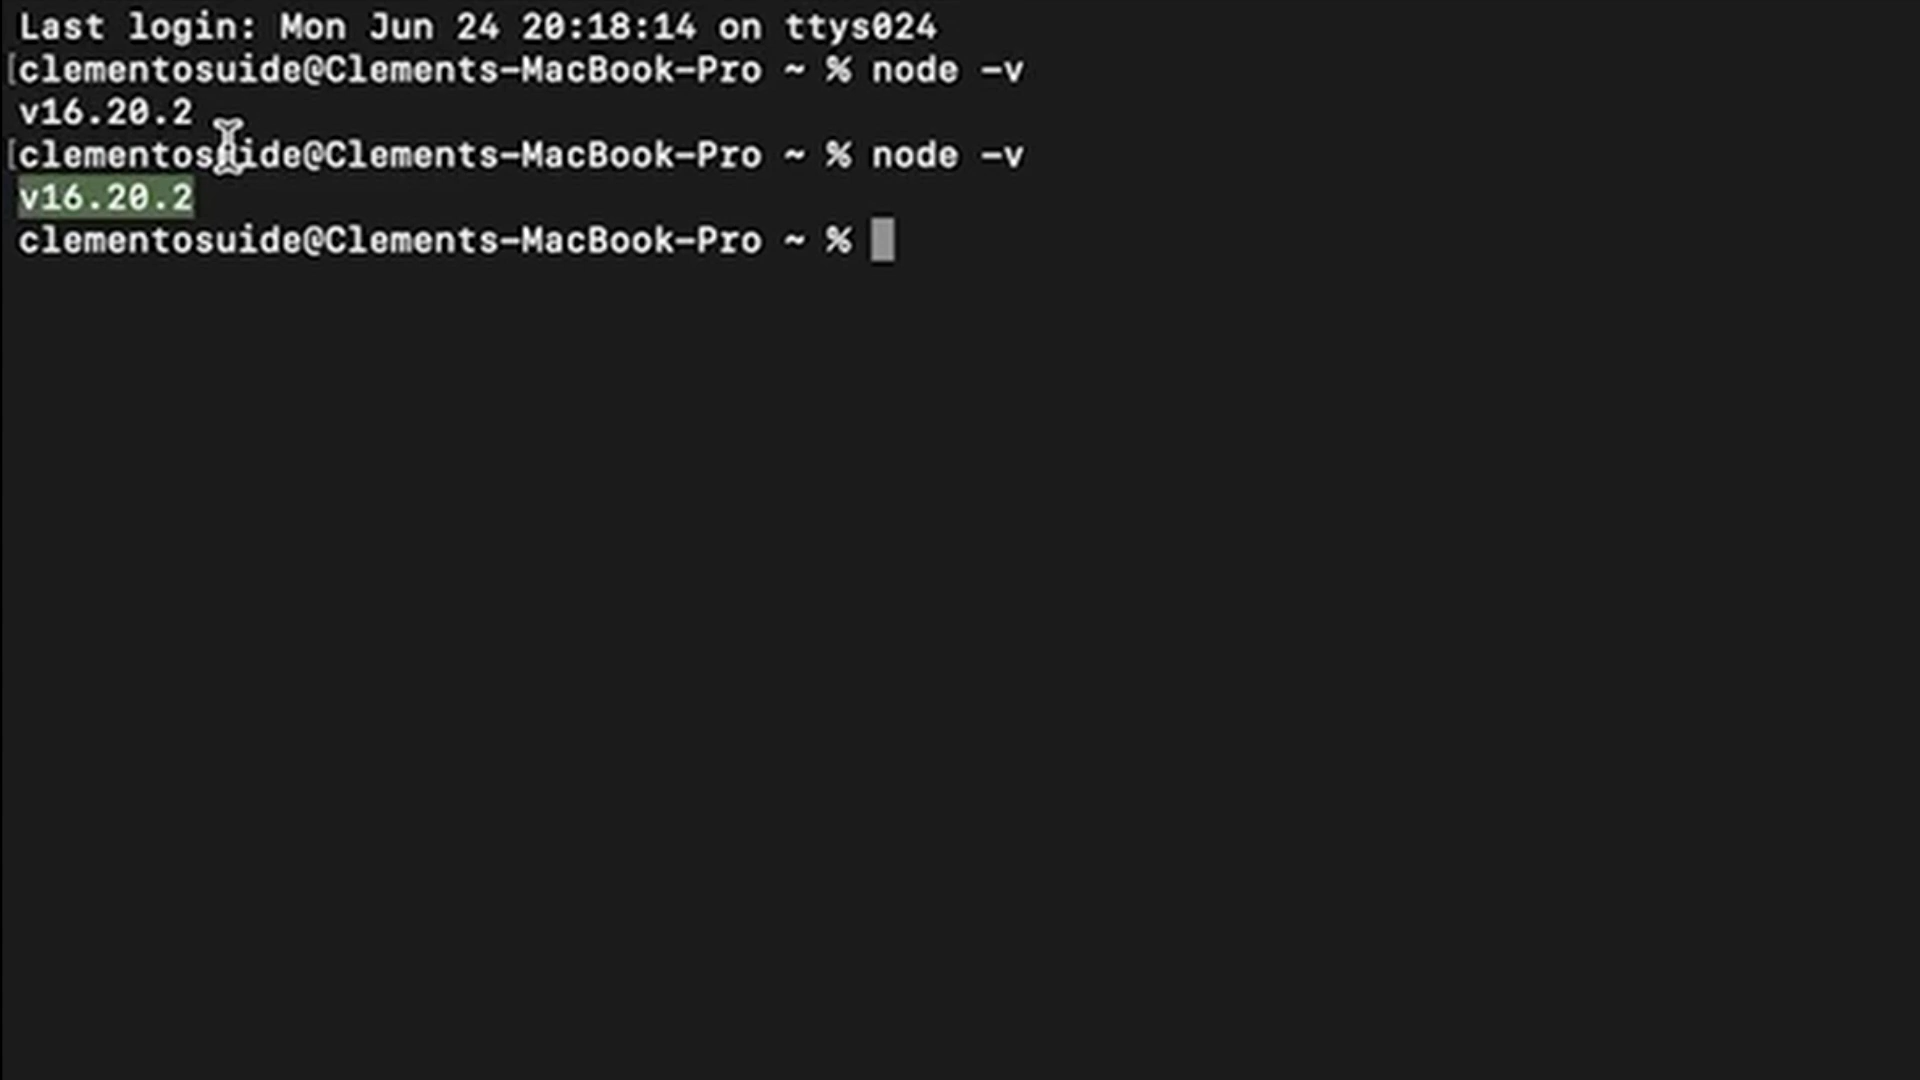 Last login: Mon Jun 24 20:18:14 on ttys024
[clementosuide@Clements-MacBook-Pro ~ % node -v
v16.20.2
[clementosuide@Clements-MacBook-Pro ~ % node -v
v16.20.2
clementosuide@Clements-MacBook-Pro ~ %